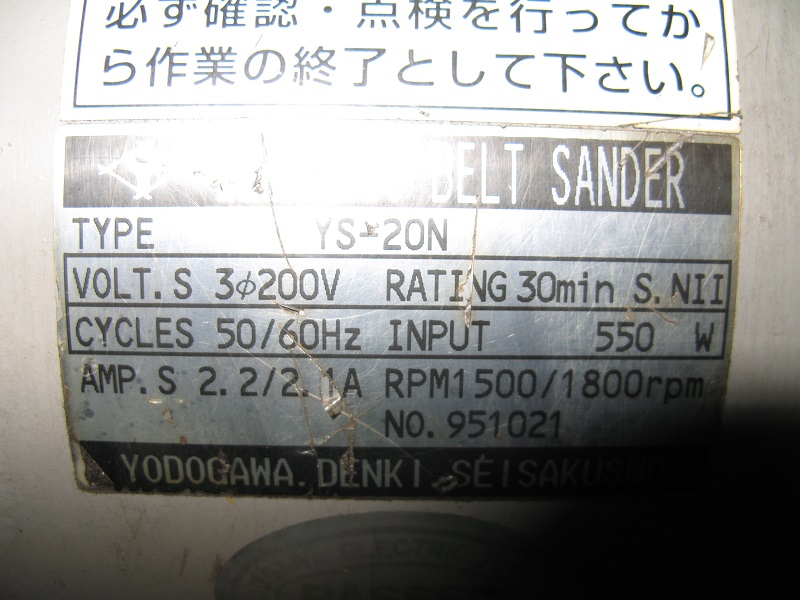 必ず確認・点検を行ってか
ら作業の終了として下さい。
BELT SANDER
TYPE YS-20N
VOLT.S 3φ200V RATING 30min S.NII
CYCLES 50/60Hz INPUT 550 W
AMP.S 2.2/2.1A RPM1500/1800rpm
NO.951021
YODOGAWA.DENKI SEISAKUSHO
ELECTRIC